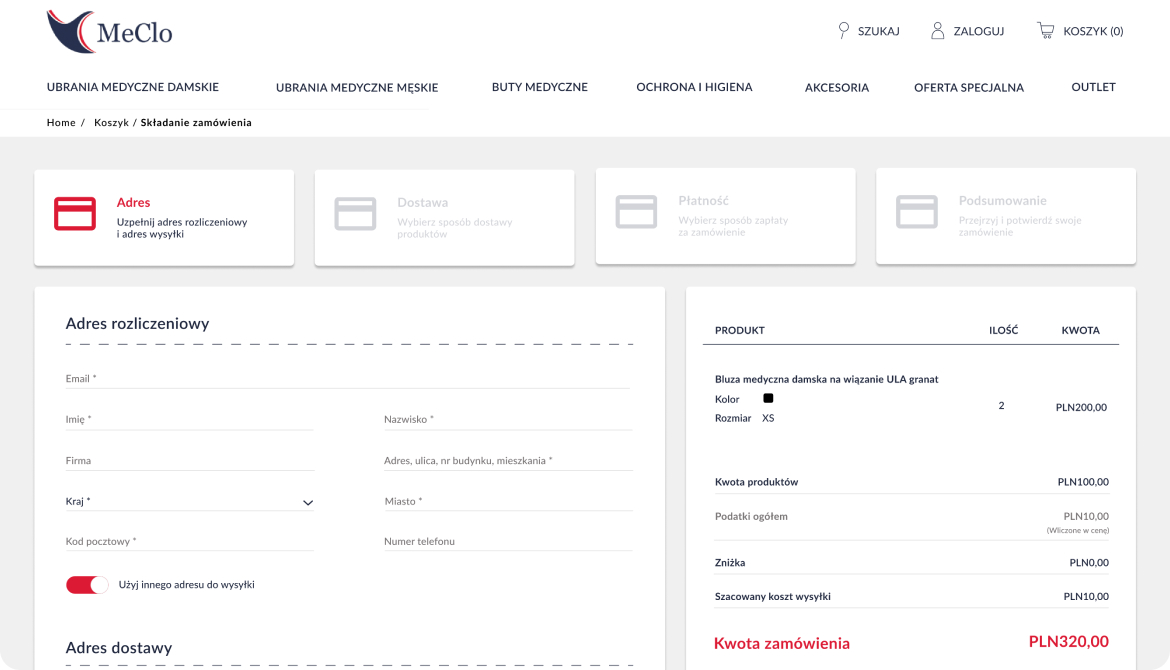 MeClo
SZUKAJ
ZALOGUJ
KOSZYK (0)
UBRANIA MEDYCZNE DAMSKIE
UBRANIA MEDYCZNE MĘSKIE
BUTY MEDYCZNE
OCHRONA I HIGIENA
AKCESORIA
OFERTA SPECJALNA
OUTLET
Home / Koszyk / Składanie zamówienia
Adres
Uzpełnij adres rozliczeniowy
i adres wysyłki
Dostawa
Wybierz sposób dostawy
produktów
Płatność
Wybierz sposób zapłaty
za zamówienie
Podsumowanie
Przejrzyj i potwierdź swoje
zamówienie
Adres rozliczeniowy
Email *
Imię *
Nazwisko *
Firma
Adres, ulica, nr budynku, mieszkania *
Kraj *
Miasto *
Kod pocztowy *
Numer telefonu
Użyj innego adresu do wysyłki
Adres dostawy
PRODUKT
ILOŚĆ
KWOTA
Bluza medyczna damska na wiązanie ULA granat
Kolor
Rozmiar XS
2
PLN200,00
Kwota produktów
PLN100,00
Podatki ogółem
PLN10,00
(Wliczone w cenę)
Zniżka
PLN0,00
Szacowany koszt wysyłki
PLN10,00
Kwota zamówienia
PLN320,00